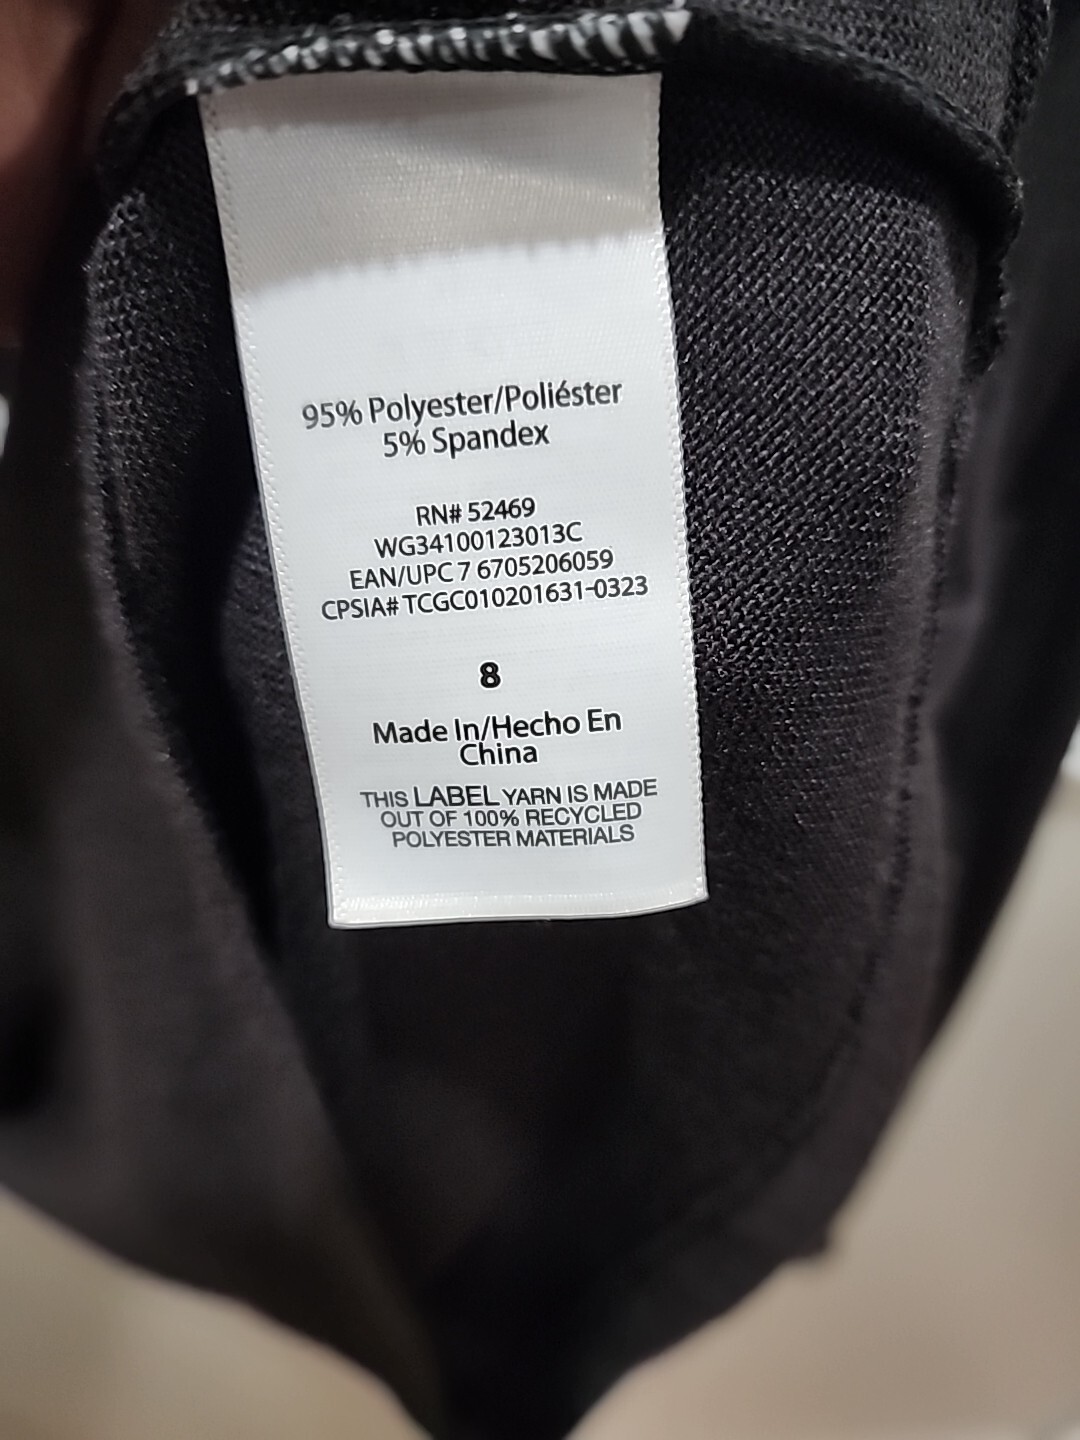 95% Polyester/Poliéster
5% Spandex
RN# 52469
WG34100123013C
EAN/UPC 7 6705206059
CPSIA# TCGC010201631-0323
8
Made In/Hecho En
China
THIS LABEL YARN IS MADE
OUT OF 100% RECYCLED
POLYESTER MATERIALS